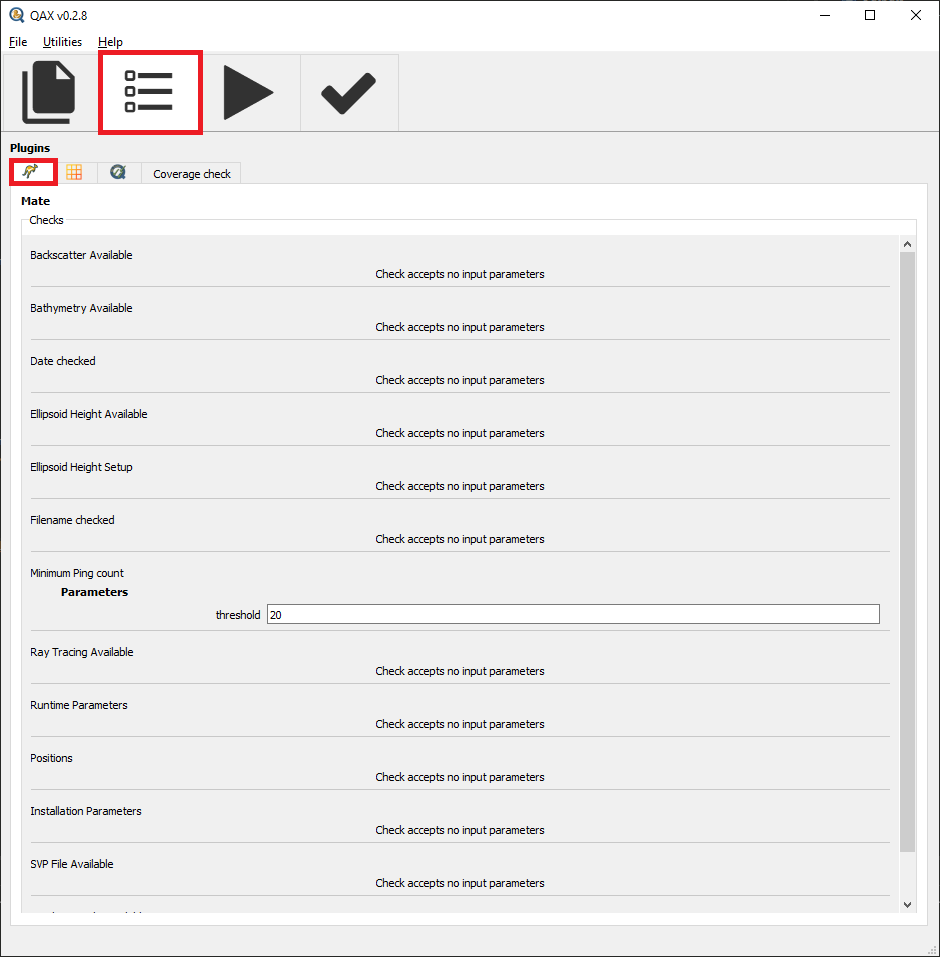 QAX v0.2.8
File Utilities Help
Plugins
Coverage check
Mate
Checks
Backscatter Available
Check accepts no input parameters
Bathymetry Available
Check accepts no input parameters
Date checked
Check accepts no input parameters
Ellipsoid Height Available
Check accepts no input parameters
Ellipsoid Height Setup
Check accepts no input parameters
Filename checked
Check accepts no input parameters
Minimum Ping count
Parameters
threshold 20
Ray Tracing Available
Check accepts no input parameters
Runtime Parameters
Check accepts no input parameters
Positions
Check accepts no input parameters
Installation Parameters
Check accepts no input parameters
SVP File Available
Check accepts no input parameters